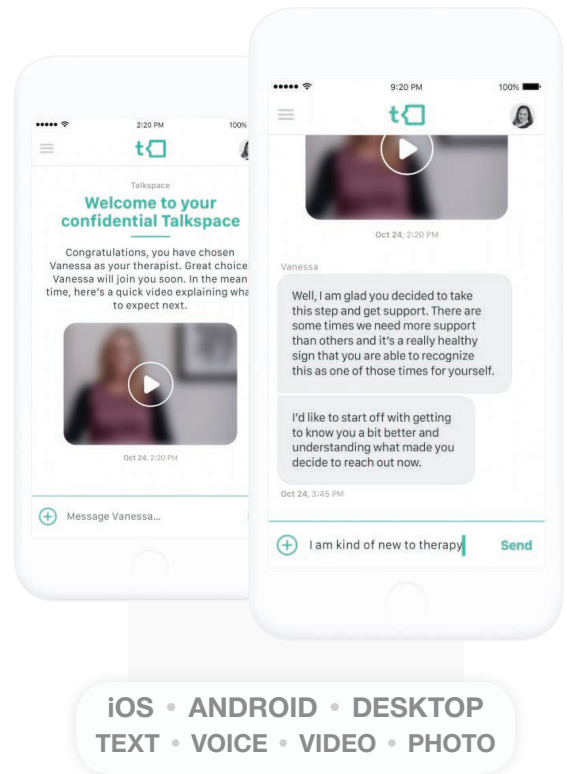 2:20 PM
100%
t
Talkspace
Welcome to your
confidential Talkspace
Congratulations, you have chosen
Vanessa as your therapist. Great choice
Vanessa will join you soon. In the mean
time, here's a quick video explaining
to expect next.
Oct 24, 2:20 PM
Message Vanessa...
9:20 PM
100%
t
Oct 24, 2:20 PM
Vanessa
Well, I am glad you decided to take
this step and get support. There are
some times we need more support
than others and it's a really healthy
sign that you are able to recognize
this as one of those times for yourself.
I'd like to start off with getting
to know you a bit better and
understanding what made you
decide to reach out now.
Oct 24, 3:45 PM
I am kind of new to therapy
Send
iOS • ANDROID • DESKTOP
TEXT • VOICE • VIDEO • PHOTO